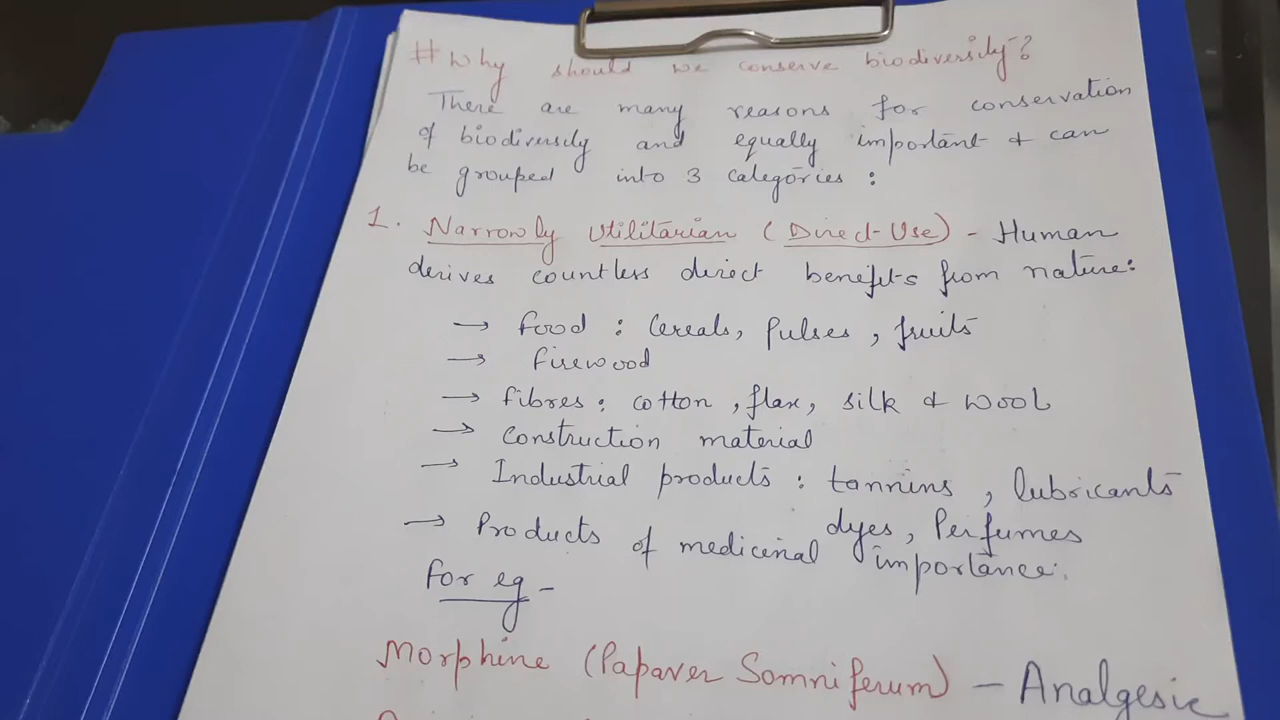 # Why should we conserve biodiversity?
There are many reasons for conservation
of biodiversity and equally important & can
be grouped into 3 categories :
1. Narrowly Utilitarian (Direct-Use) - Human
derives countless direct benefits from nature:
→ food : Cereals, Pulses, fruits
→ firewood
→ fibres : cotton, flax, silk & wool
→ Construction material
→ Industrial products : tannins, lubricants
dyes, Perfumes
→ Products of medicinal importance.
for eg -
Morphine (Papaver Somniferum) - Analgesic